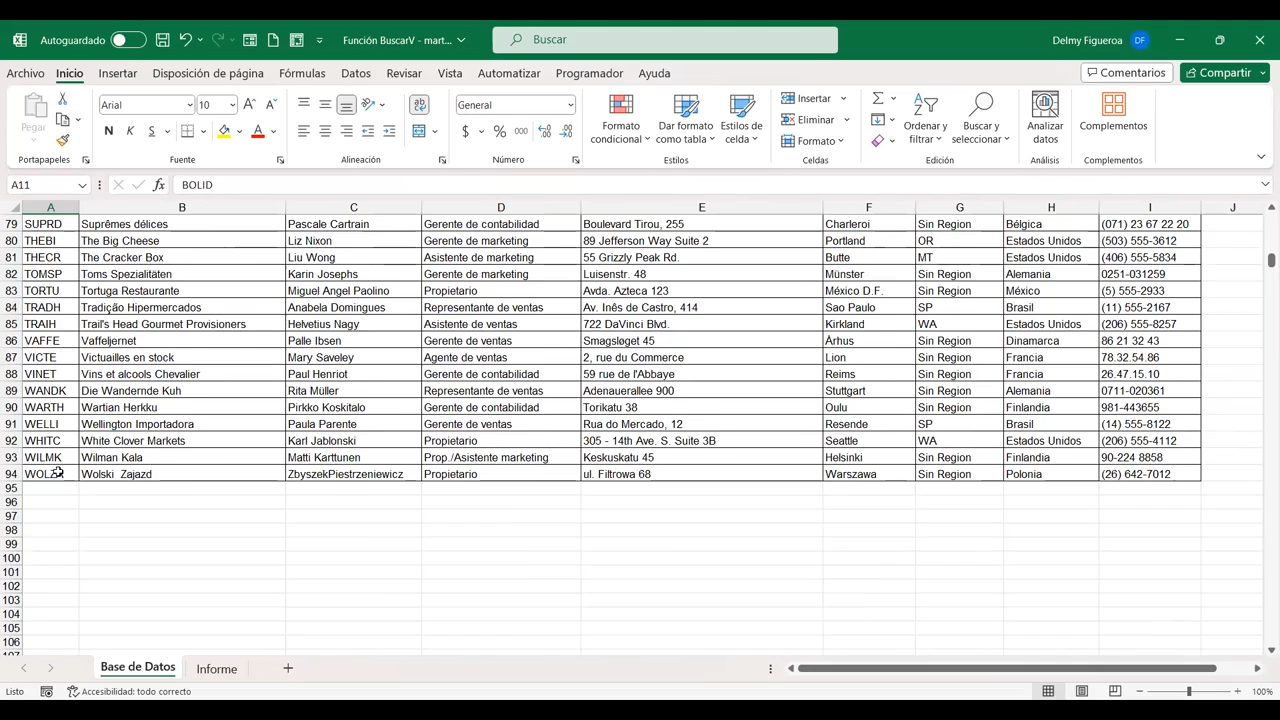 Autoguardado Función BuscarV - mart... Buscar Delmy Figueroa DF
Archivo Inicio Insertar Disposición de página Fórmulas Datos Revisar Vista Automatizar Programador Ayuda Comentarios Compartir
Pegar Arial 10 General Formato condicional Dar formato como tabla Estilos de celda Insertar Eliminar Formato Ordenar y filtrar Buscar y seleccionar Analizar datos Complementos
Portapapeles Fuente Alineación Número Estilos Celdas Edición Análisis Complementos
A11 fx BOLID
A B C D E F G H I J
79 SUPRD Suprêmes délices Pascale Cartrain Gerente de contabilidad Boulevard Tirou, 255 Charleroi Sin Region Bélgica (071) 23 67 22 20
80 THEBI The Big Cheese Liz Nixon Gerente de marketing 89 Jefferson Way Suite 2 Portland OR Estados Unidos (503) 555-3612
81 THECR The Cracker Box Liu Wong Asistente de marketing 55 Grizzly Peak Rd. Butte MT Estados Unidos (406) 555-5834
82 TOMSP Toms Spezialitäten Karin Josephs Gerente de marketing Luisenstr. 48 Münster Sin Region Alemania 0251-031259
83 TORTU Tortuga Restaurante Miguel Angel Paolino Propietario Avda. Azteca 123 México D.F. Sin Region México (5) 555-2933
84 TRADH Tradição Hipermercados Anabela Domingues Representante de ventas Av. Inês de Castro, 414 Sao Paulo SP Brasil (11) 555-2167
85 TRAIH Trail's Head Gourmet Provisioners Helvetius Nagy Asistente de ventas 722 DaVinci Blvd. Kirkland WA Estados Unidos (206) 555-8257
86 VAFFE Vaffeljernet Palle Ibsen Gerente de ventas Smagsløget 45 Århus Sin Region Dinamarca 86 21 32 43
87 VICTE Victuailles en stock Mary Saveley Agente de ventas 2, rue du Commerce Lion Sin Region Francia 78.32.54.86
88 VINET Vins et alcools Chevalier Paul Henriot Gerente de contabilidad 59 rue de l'Abbaye Reims Sin Region Francia 26.47.15.10
89 WANDK Die Wandernde Kuh Rita Müller Representante de ventas Adenauerallee 900 Stuttgart Sin Region Alemania 0711-020361
90 WARTH Wartian Herkku Pirkko Koskitalo Gerente de contabilidad Torikatu 38 Oulu Sin Region Finlandia 981-443655
91 WELLI Wellington Importadora Paula Parente Gerente de ventas Rua do Mercado, 12 Resende SP Brasil (14) 555-8122
92 WHITC White Clover Markets Karl Jablonski Propietario 305 - 14th Ave. S. Suite 3B Seattle WA Estados Unidos (206) 555-4112
93 WILMK Wilman Kala Matti Karttunen Prop./Asistente marketing Keskuskatu 45 Helsinki Sin Region Finlandia 90-224 8858
94 Wolski Zajazd ZbyszekPiestrzeniewicz Propietario ul. Filtrowa 68 Warszawa Sin Region Polonia (26) 642-7012
95
96
97
98
99
100
101
102
103
104
105
106
Base de Datos Informe
Listo Accesibilidad: todo correcto 100%